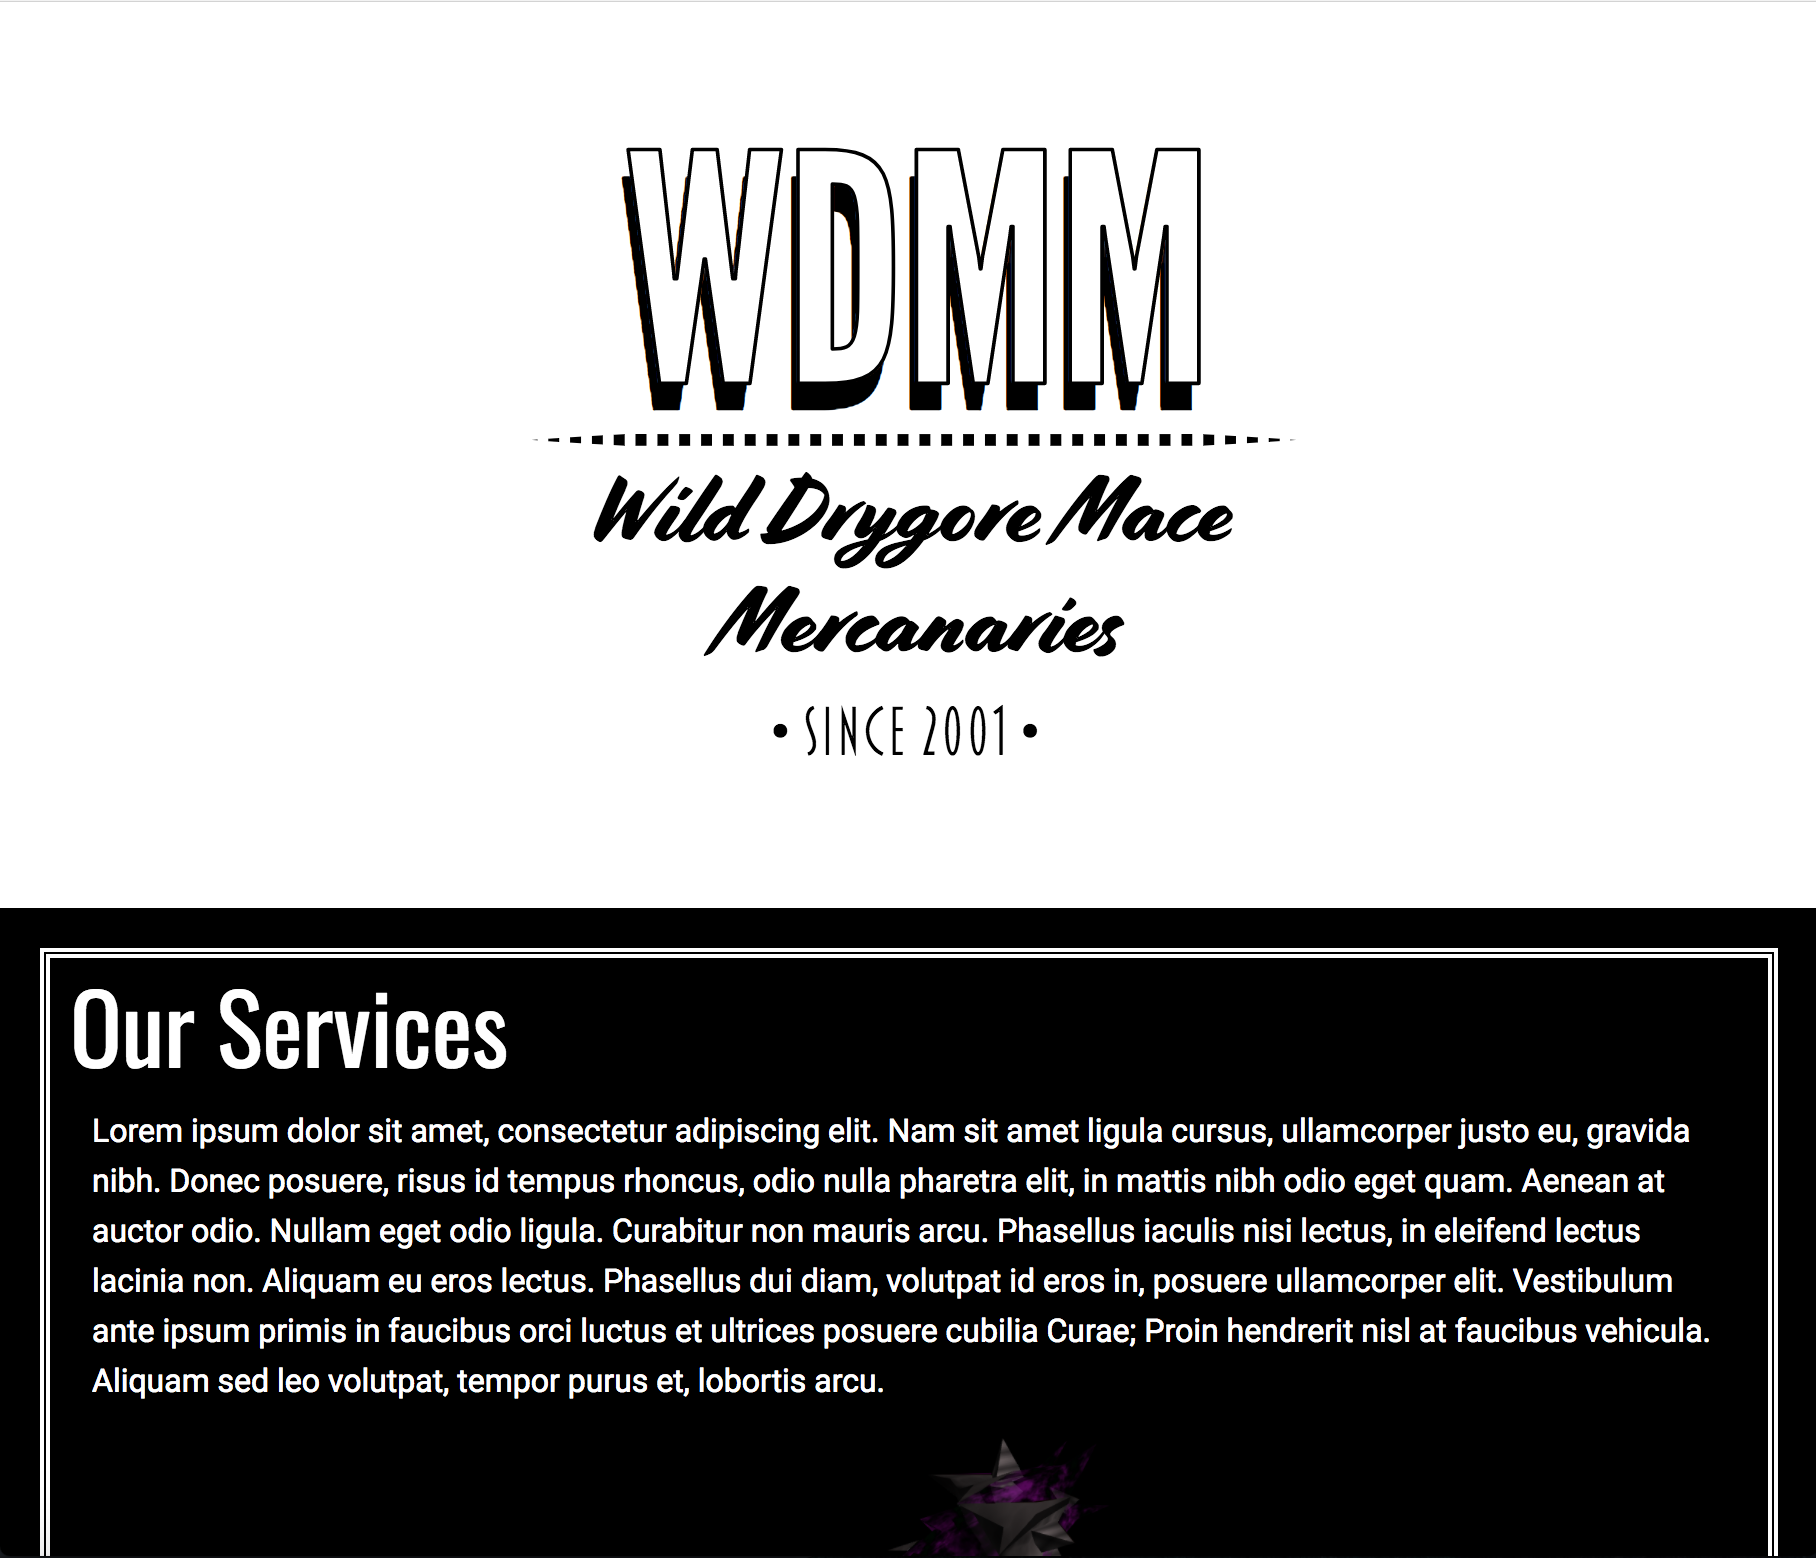 WDMM
Wild Drygore Mace
Mercanaries
• SINCE 2001 •
Our Services
Lorem ipsum dolor sit amet, consectetur adipiscing elit. Nam sit amet ligula cursus, ullamcorper justo eu, gravida
nibh. Donec posuere, risus id tempus rhoncus, odio nulla pharetra elit, in mattis nibh odio eget quam. Aenean at
auctor odio. Nullam eget odio ligula. Curabitur non mauris arcu. Phasellus iaculis nisi lectus, in eleifend lectus
lacinia non. Aliquam eu eros lectus. Phasellus dui diam, volutpat id eros in, posuere ullamcorper elit. Vestibulum
ante ipsum primis in faucibus orci luctus et ultrices posuere cubilia Curae; Proin hendrerit nisl at faucibus vehicula.
Aliquam sed leo volutpat, tempor purus et, lobortis arcu.